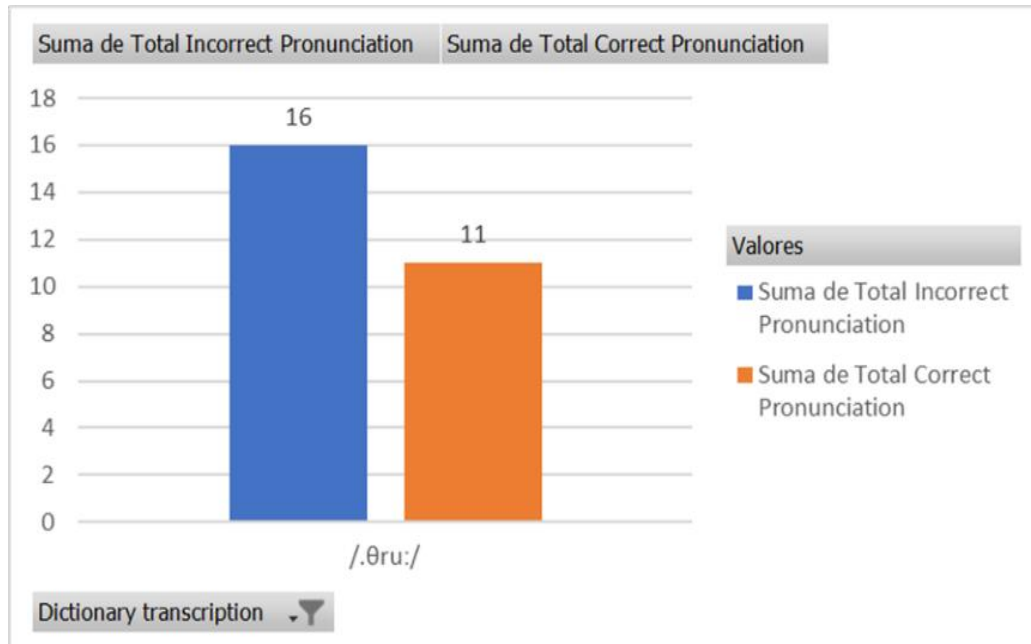 Suma de Total Incorrect Pronunciation
Suma de Total Correct Pronunciation
18
16
14
12
10
8
6
4
2
0
16
11
/.θru:/
Valores
Suma de Total Incorrect
Pronunciation
Suma de Total Correct
Pronunciation
Dictionary transcription